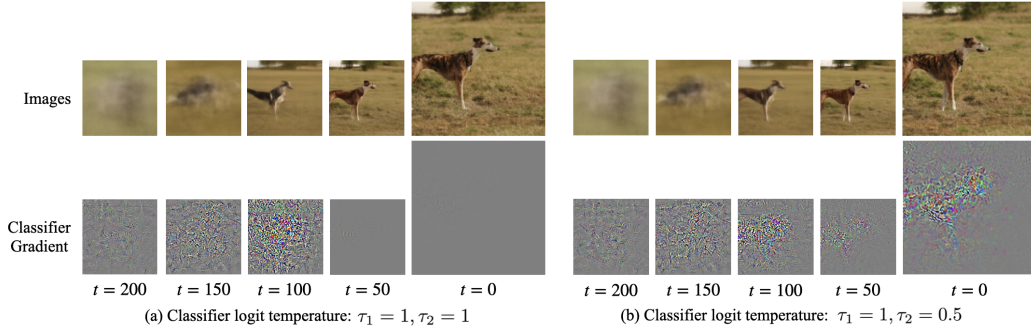 Images
Classifier
Gradient
t = 200 t = 150 t = 100 t = 50 t = 0 t = 200 t = 150 t = 100 t = 50 t = 0
(a) Classifier logit temperature: τ₁ = 1, τ₂ = 1 (b) Classifier logit temperature: τ₁ = 1, τ₂ = 0.5